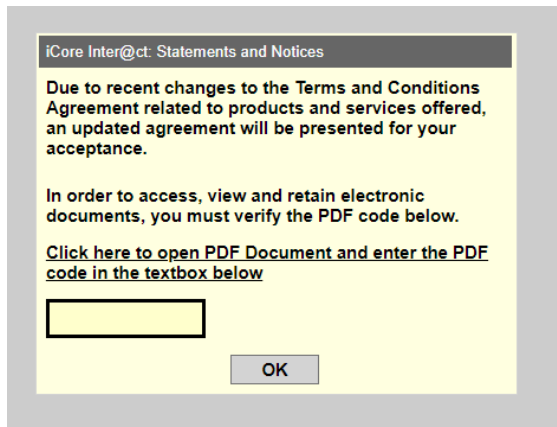 iCore Inter@ct: Statements and Notices
Due to recent changes to the Terms and Conditions
Agreement related to products and services offered,
an updated agreement will be presented for your
acceptance.
In order to access, view and retain electronic
documents, you must verify the PDF code below.
Click here to open PDF Document and enter the PDF
code in the textbox below
OK